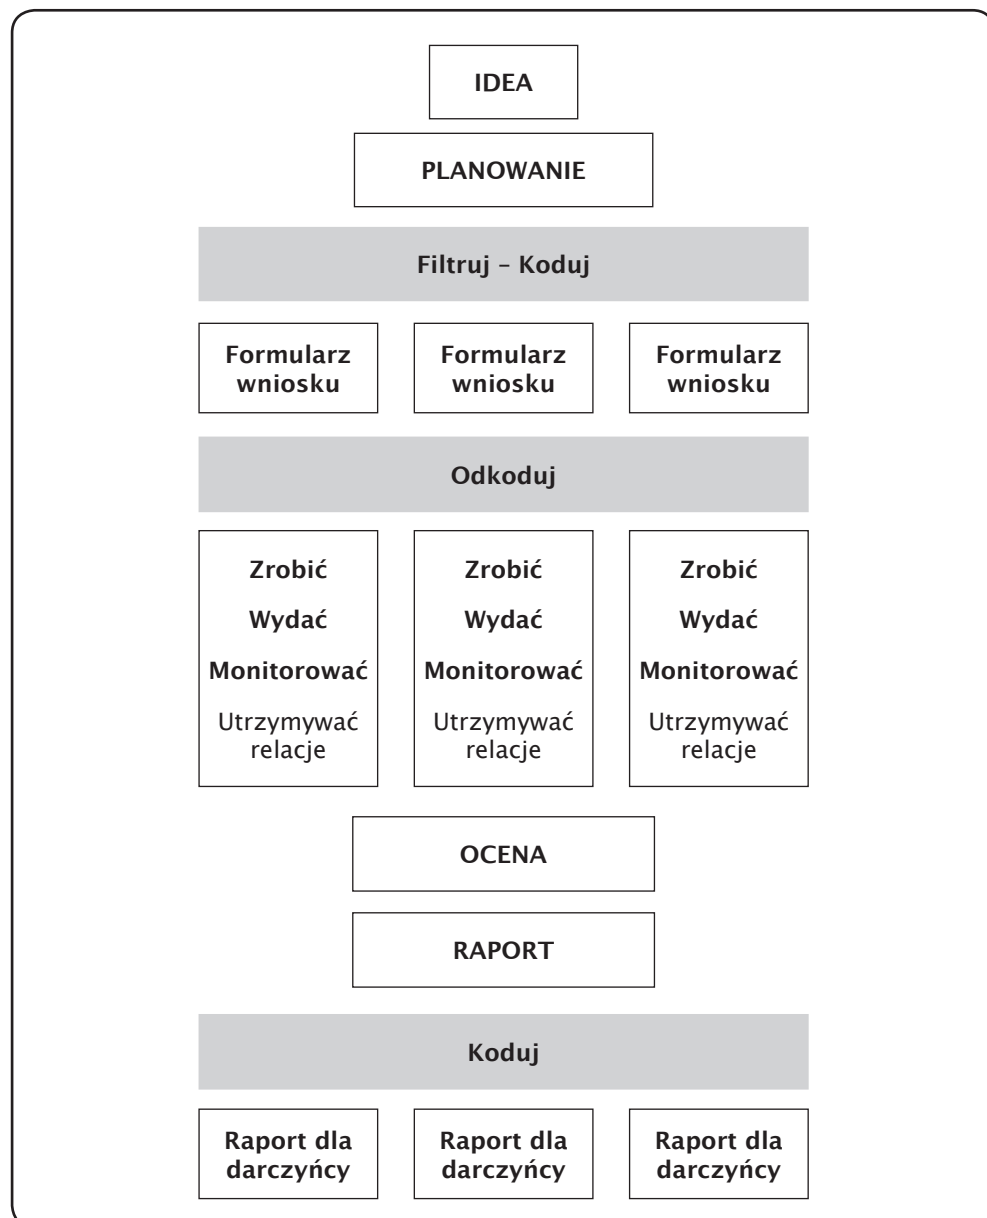 IDEA
PLANOWANIE
Filtruj – Koduj
Formularz
wniosku
Formularz
wniosku
Formularz
wniosku
Odkoduj
Zrobić
Wydać
Monitorować
Utrzymywać
relacje
Zrobić
Wydać
Monitorować
Utrzymywać
relacje
Zrobić
Wydać
Monitorować
Utrzymywać
relacje
OCENA
RAPORT
Koduj
Raport dla
darczyńcy
Raport dla
darczyńcy
Raport dla
darczyńcy